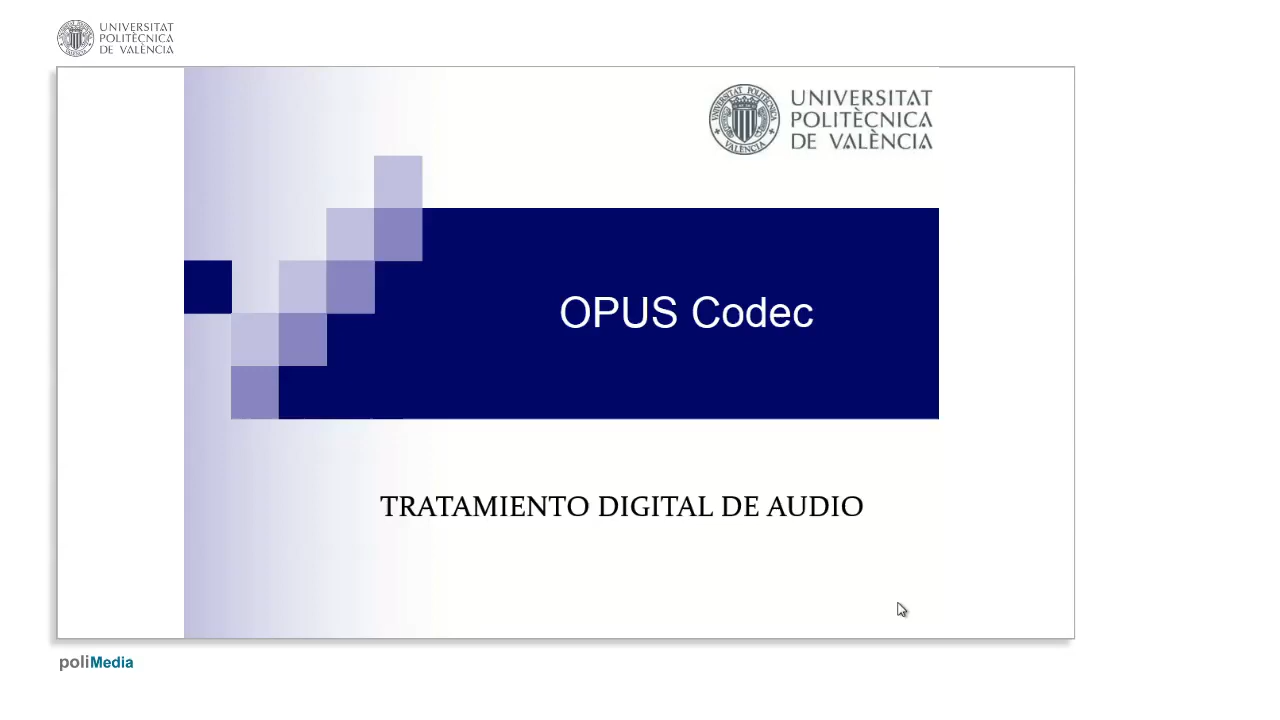 UNIVERSITAT
POLITÈCNICA
DE VALÈNCIA
UNIVERSITAT
POLITÈCNICA
DE VALÈNCIA
OPUS Codec
TRATAMIENTO DIGITAL DE AUDIO
poliMedia